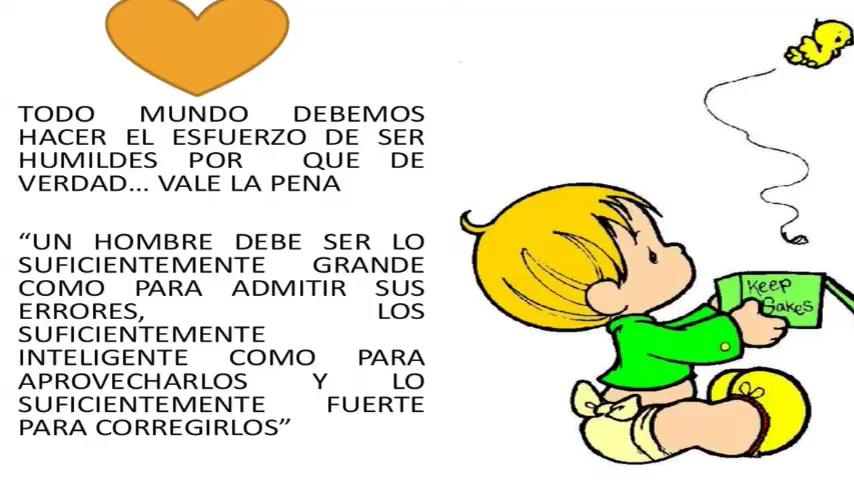 TODO MUNDO DEBEMOS
HACER EL ESFUERZO DE SER
HUMILDES POR QUE DE
VERDAD... VALE LA PENA
“UN HOMBRE DEBE SER LO
SUFICIENTEMENTE GRANDE
COMO PARA ADMITIR SUS
ERRORES, LOS
SUFICIENTEMENTE
INTELIGENTE COMO PARA
APROVECHARLOS Y LO
SUFICIENTEMENTE FUERTE
PARA CORREGIRLOS”
Keep
Sakes